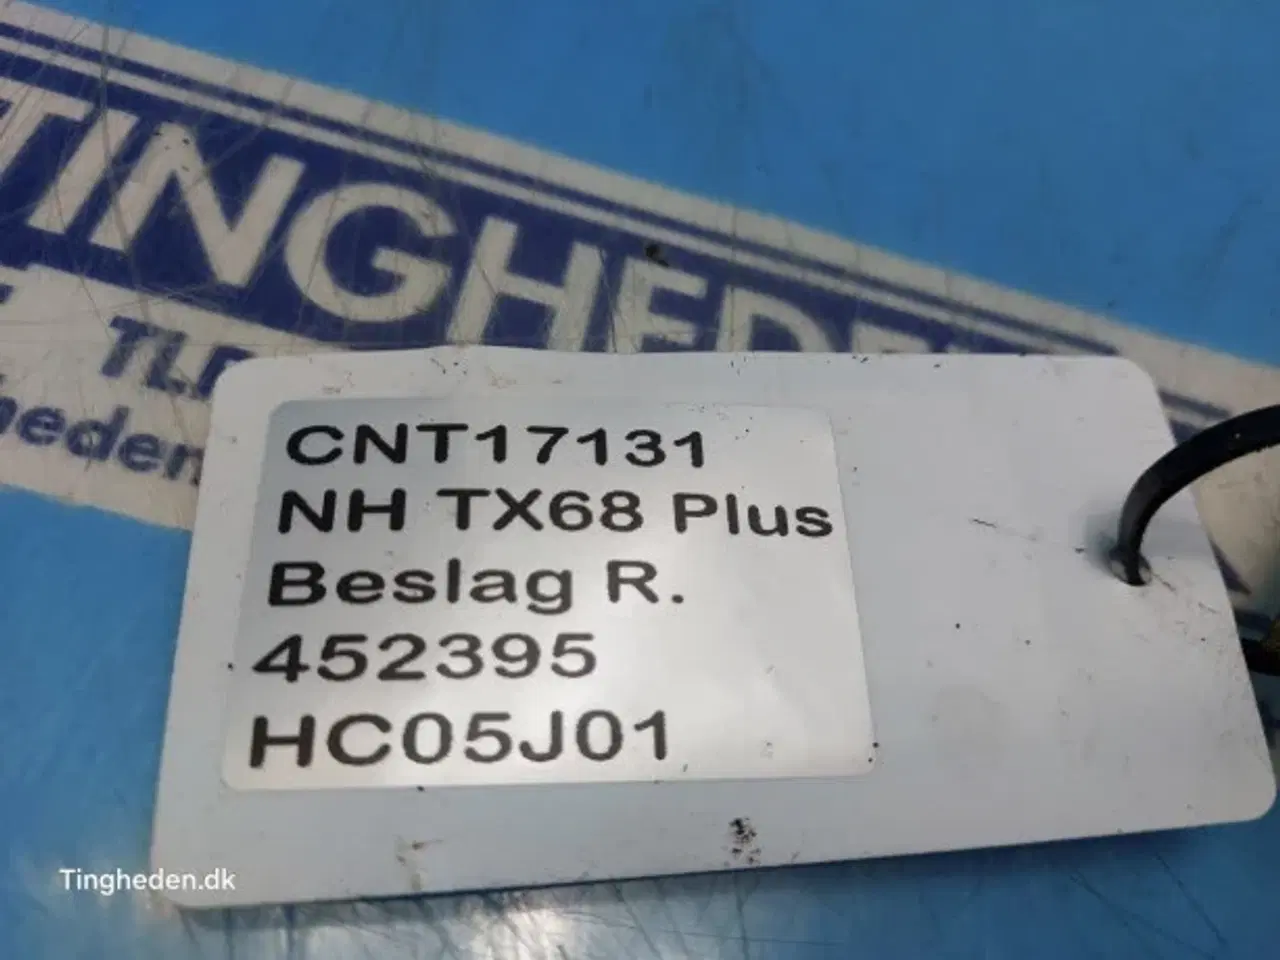 TINGHEDEN
CNT17131
NH TX68 Plus
Beslag R.
452395
HC05J01
Tingheden.dk